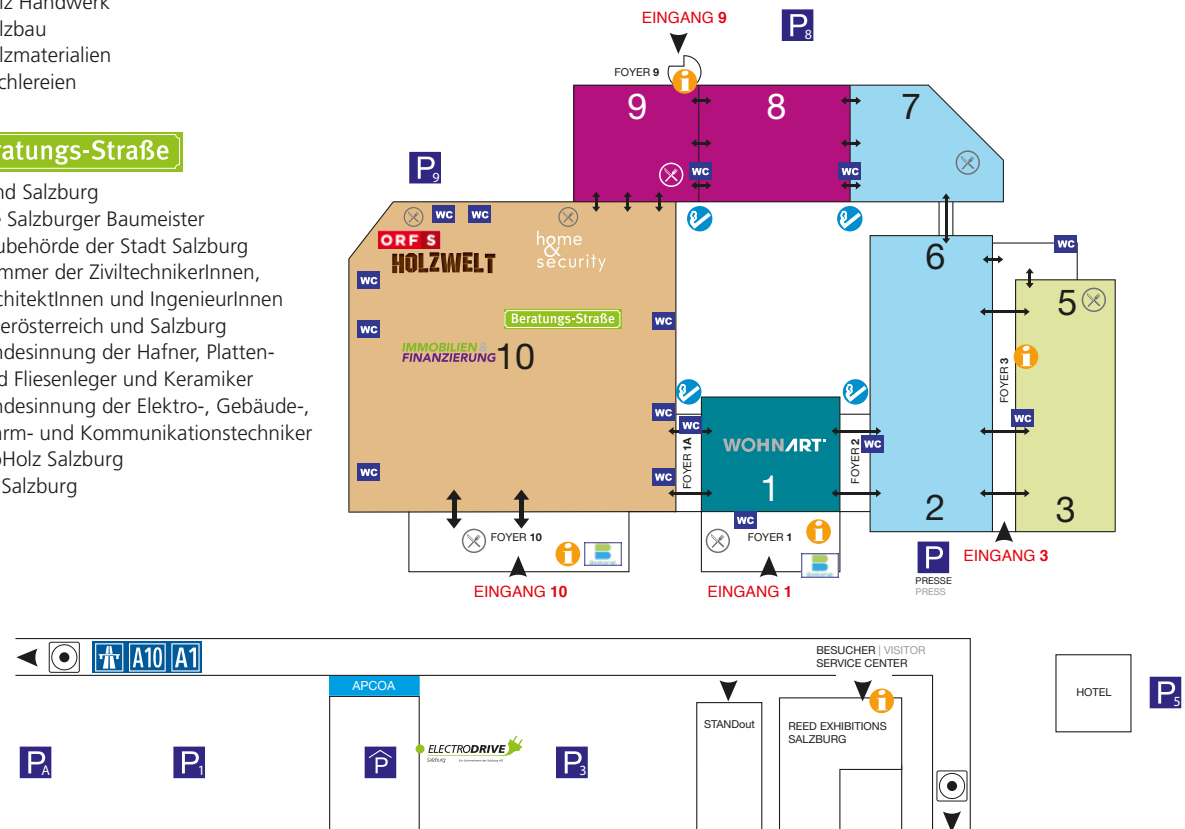 Handwerk
lzbau
lzmaterialien
chlereien
ratungs-Straße
nd Salzburg
e Salzburger Baumeister
ubehörde der Stadt Salzburg
mmer der ZiviltechnikerInnen,
chitektInnen und IngenieurInnen
erösterreich und Salzburg
ndesinnung der Hafner, Platten-
d Fliesenleger und Keramiker
ndesinnung der Elektro-, Gebäude-,
arm- und Kommunikationstechniker
oHolz Salzburg
Salzburg
EINGANG 9
P8
FOYER 9
i
9
8
7
P9
WC
WC
WC
WC
ORF S
HOLZWELT
home
&
security
WC
6
WC
5
WC
Beratungs-Straße
WC
IMMOBILIEN &
FINANZIERUNG
10
FOYER 3
i
WC
WC
WC
WOHNART
FOYER 1A
FOYER 2
WC
WC
WC
1
2
3
WC
FOYER 10
i
B
FOYER 1
i
B
EINGANG 10
EINGANG 1
P
PRESSE
PRESS
EINGANG 3
A10 A1
BESUCHER | VISITOR
SERVICE CENTER
APCOA
HOTEL
P5
STANDout
i
REED EXHIBITIONS
SALZBURG
PA
P1
P
ELECTRODRIVE
Salzburg
P3